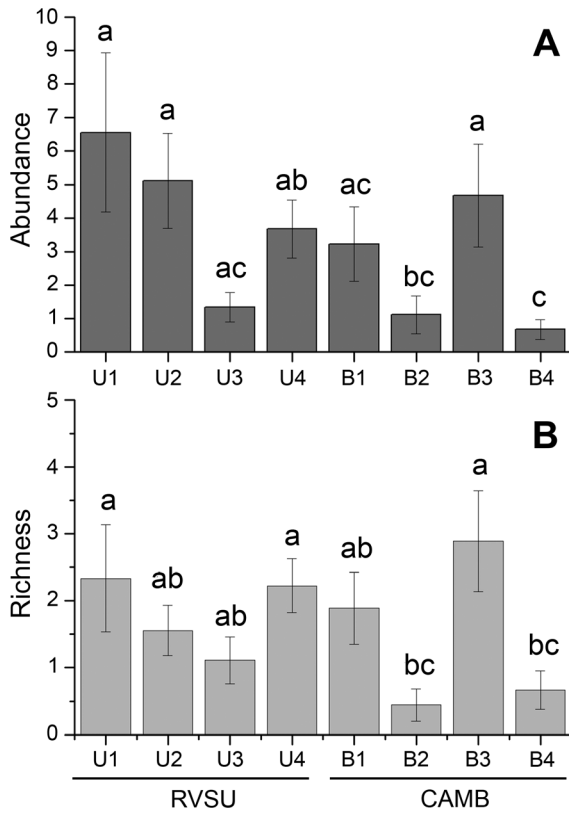 A
Abundance
10
9
8
7
6
5
4
3
2
1
0
a a ac ab ac bc a c
U1 U2 U3 U4 B1 B2 B3 B4
B
Richness
5
4
3
2
1
0
a ab ab a ab bc a bc
U1 U2 U3 U4 B1 B2 B3 B4
RVSU CAMB